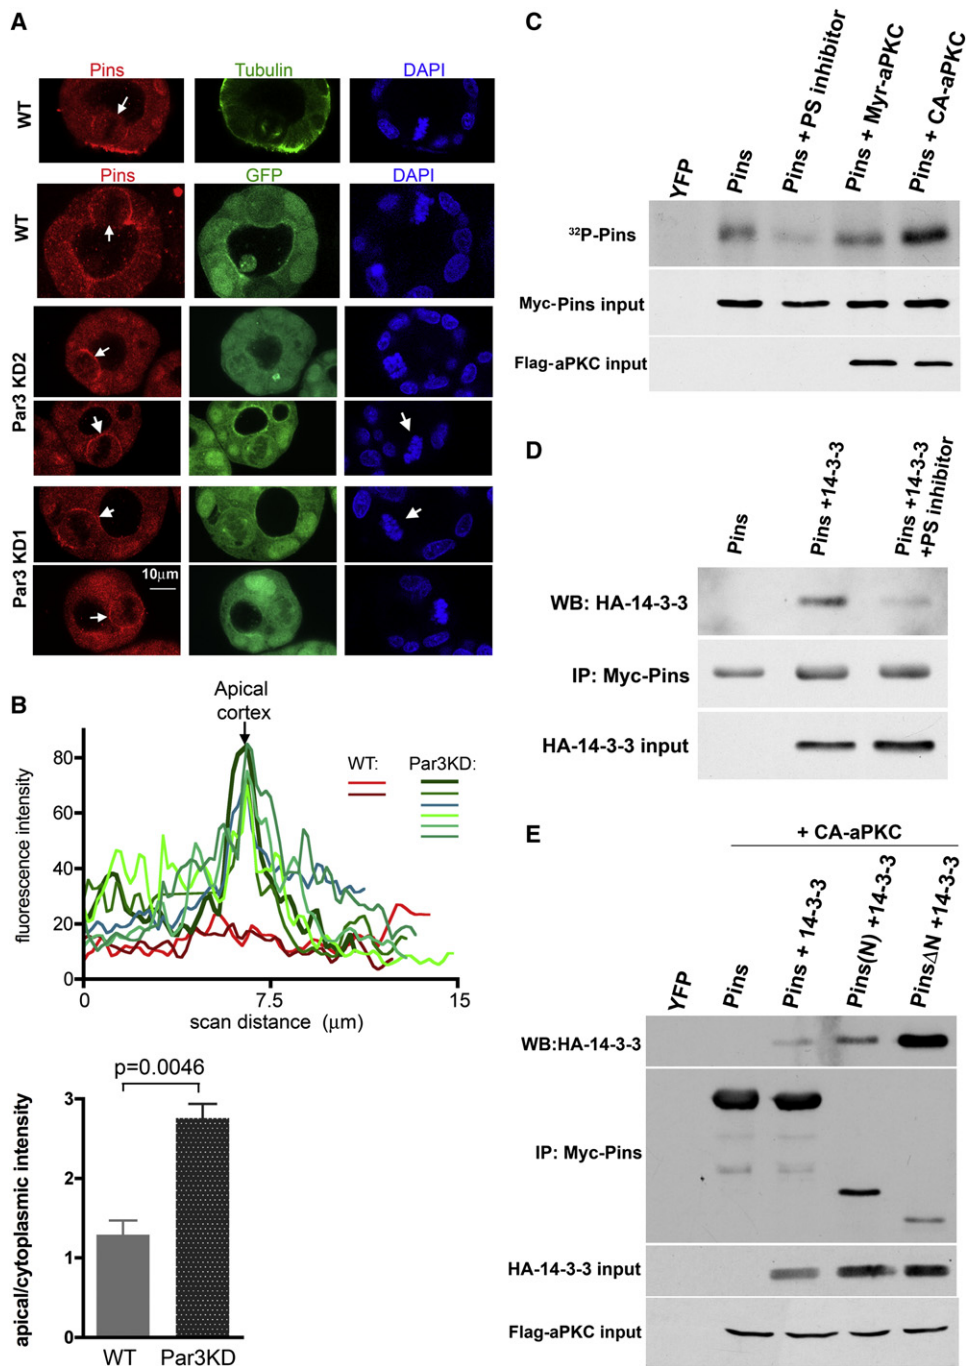 A
Pins Tubulin DAPI
WT
Pins GFP DAPI
WT
Par3 KD2
Par3 KD1
10μm
B
Apical
cortex
WT: Par3KD:
fluorescence intensity
80
60
40
20
0
0 7.5 15
scan distance (μm)
p=0.0046
apical/cytoplasmic intensity
3
2
1
0
WT Par3KD
C
YFP
Pins
Pins + PS inhibitor
Pins + Myr-aPKC
Pins + CA-aPKC
³²P-Pins
Myc-Pins input
Flag-aPKC input
D
Pins
Pins +14-3-3
Pins +14-3-3
+PS inhibitor
WB: HA-14-3-3
IP: Myc-Pins
HA-14-3-3 input
E
+ CA-aPKC
YFP
Pins
Pins + 14-3-3
Pins(N) +14-3-3
PinsΔN +14-3-3
WB:HA-14-3-3
IP: Myc-Pins
HA-14-3-3 input
Flag-aPKC input